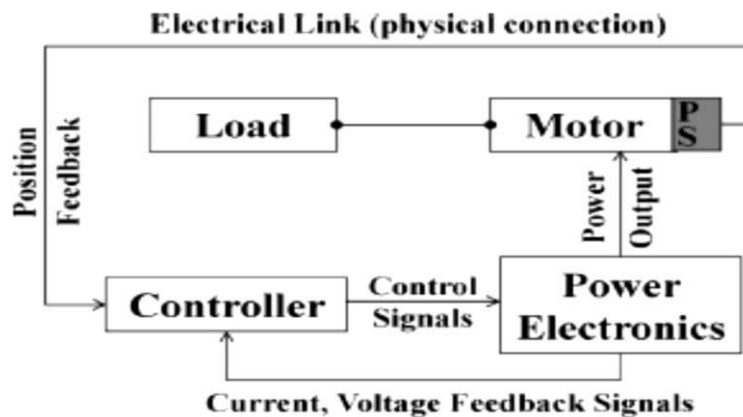 Electrical Link (physical connection)
Position
Feedback
Load
Motor
P
S
Power
Output
Controller
Control
Signals
Power
Electronics
Current, Voltage Feedback Signals